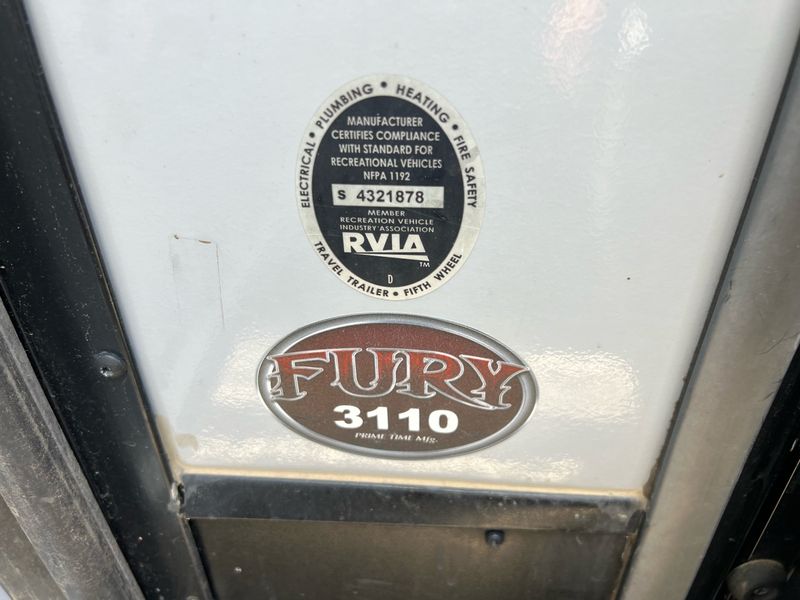 ELECTRICAL • PLUMBING • HEATING • FIRE SAFETY
MANUFACTURER
CERTIFIES COMPLIANCE
WITH STANDARD FOR
RECREATIONAL VEHICLES
NFPA 1192
S 4321878
MEMBER
RECREATION VEHICLE
INDUSTRY ASSOCIATION
RVIA
TM
D
TRAVEL TRAILER • FIFTH WHEEL
FURY
3110
PRIME TIME Mfg.